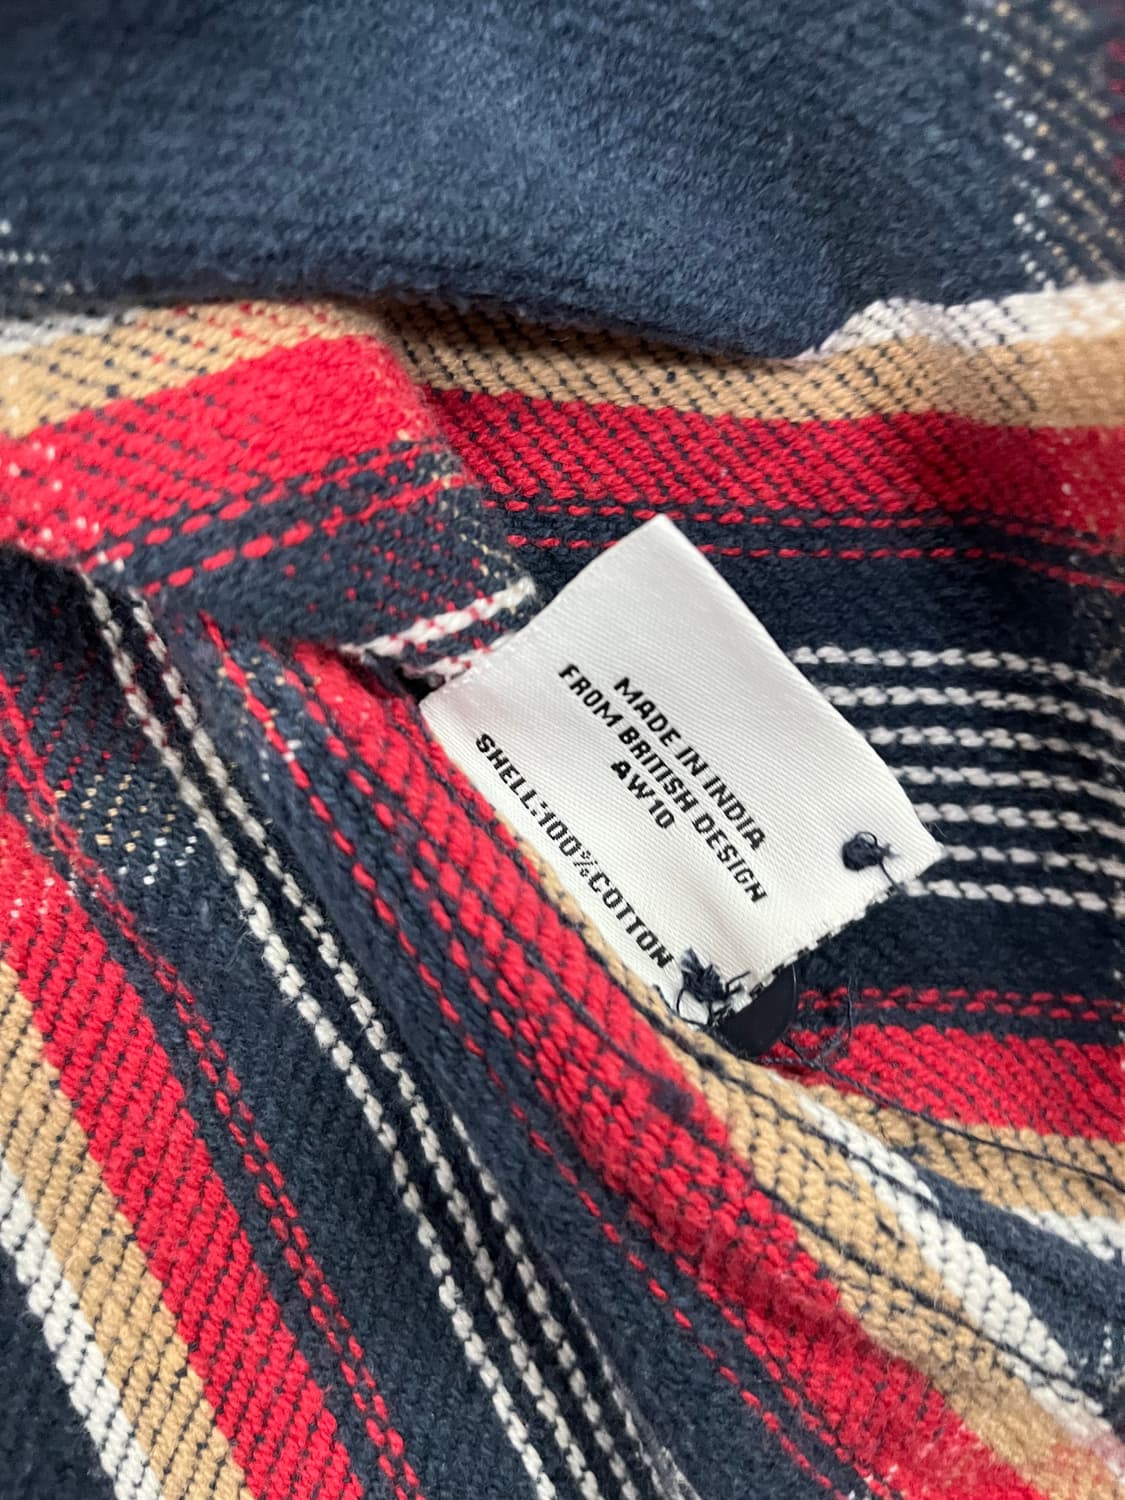 MADE IN INDIA
FROM BRITISH DESIGN
AW10
SHELL:100%COTTON